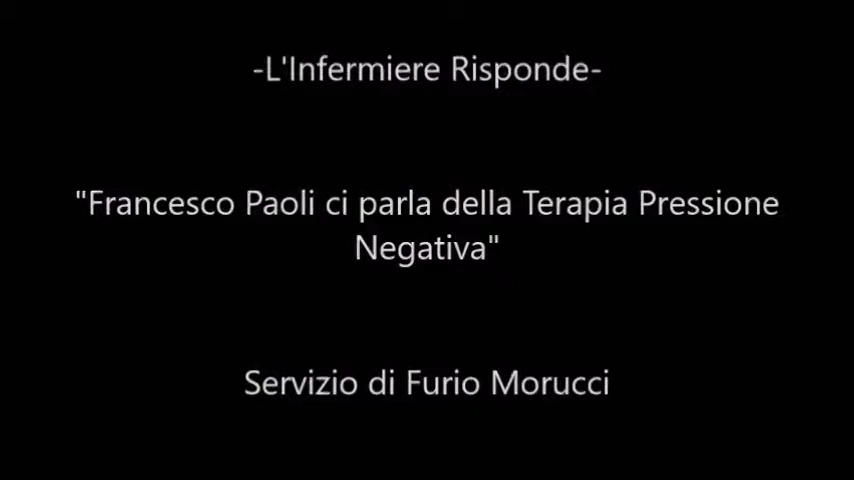 -L'Infermiere Risponde-
"Francesco Paoli ci parla della Terapia Pressione
Negativa"
Servizio di Furio Morucci